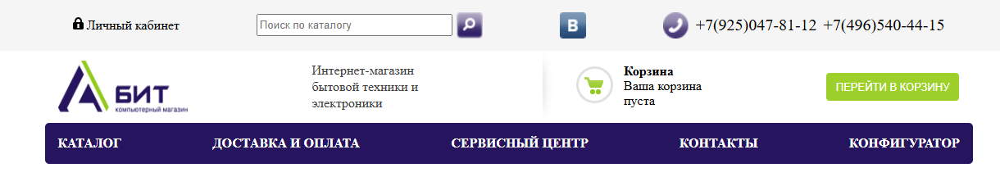 Личный кабинет
Поиск по каталогу
В
+7(925)047-81-12 +7(496)540-44-15
БИТ
компьютерный магазин
Интернет-магазин
бытовой техники и
электроники
Корзина
Ваша корзина
пуста
ПЕРЕЙТИ В КОРЗИНУ
КАТАЛОГ ДОСТАВКА И ОПЛАТА СЕРВИСНЫЙ ЦЕНТР КОНТАКТЫ КОНФИГУРАТОР